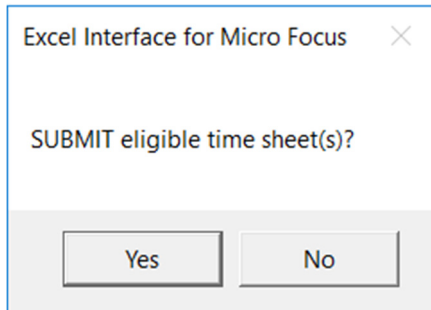 Excel Interface for Micro Focus
SUBMIT eligible time sheet(s)?
Yes
No